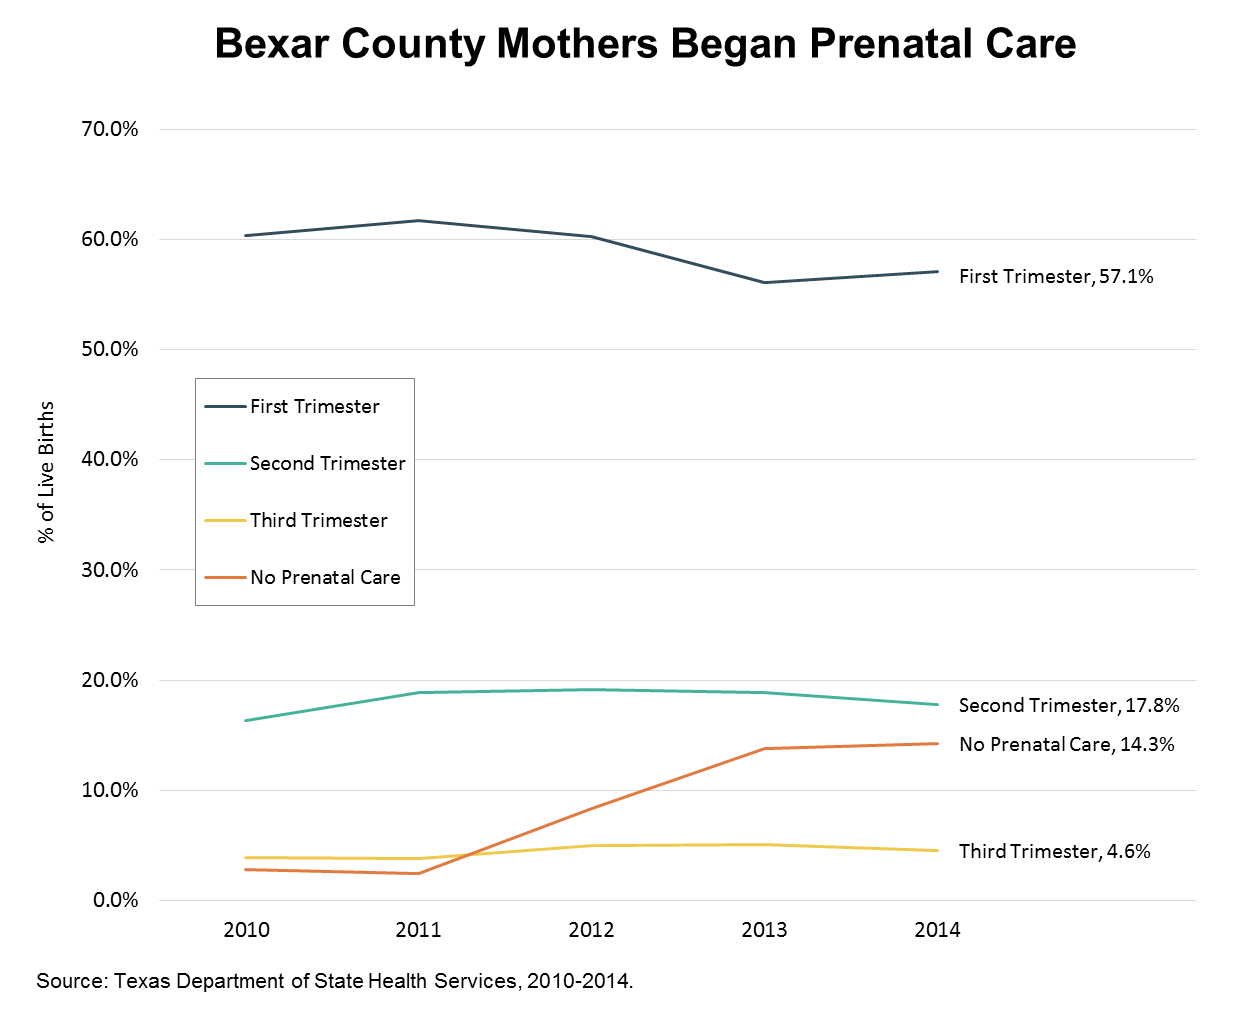 Bexar County Mothers Began Prenatal Care
70.0%
60.0%
First Trimester, 57.1%
50.0%
% of Live Births
First Trimester
40.0%
Second Trimester
Third Trimester
30.0%
No Prenatal Care
20.0%
Second Trimester, 17.8%
No Prenatal Care, 14.3%
10.0%
Third Trimester, 4.6%
0.0%
2010 2011 2012 2013 2014
Source: Texas Department of State Health Services, 2010-2014.